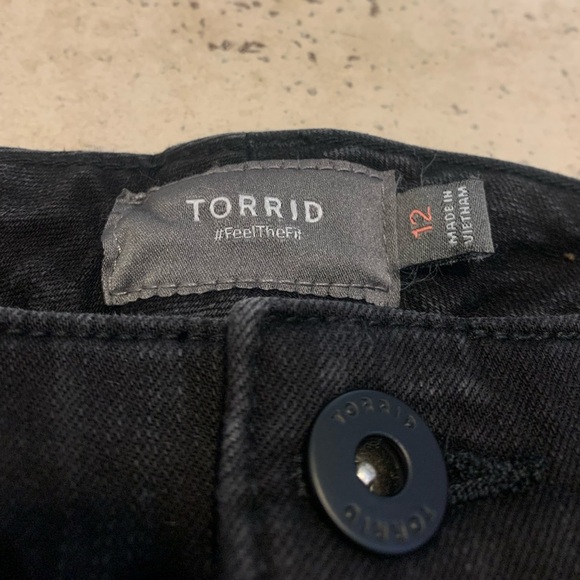 TORRID
#FeelTheFit
12
MADE IN
VIETNAM
TORRID
TORRID